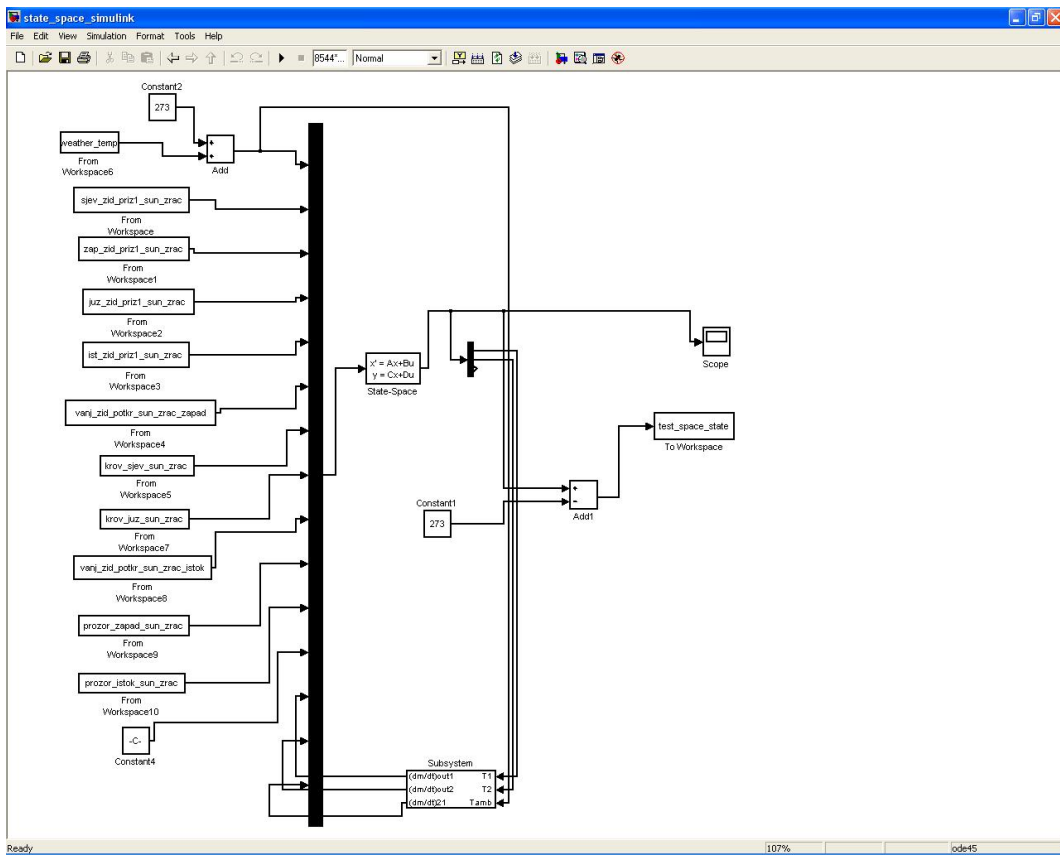 state_space_simulink
File Edit View Simulation Format Tools Help
8544"... Normal
Constant2
273
weather_temp
From
Workspace6
Add
sjev_zid_priz1_sun_zrac
From
Workspace
zap_zid_priz1_sun_zrac
From
Workspace1
juz_zid_priz1_sun_zrac
From
Workspace2
ist_zid_priz1_sun_zrac
From
Workspace3
vanj_zid_potkr_sun_zrac_zapad
From
Workspace4
krov_sjev_sun_zrac
From
Workspace5
krov_juz_sun_zrac
From
Workspace7
vanj_zid_potkr_sun_zrac_istok
From
Workspace8
prozor_zapad_sun_zrac
From
Workspace9
prozor_istok_sun_zrac
From
Workspace10
-C-
Constant4
x' = Ax+Bu
y = Cx+Du
State-Space
Scope
test_space_state
To Workspace
Constant1
273
+
−
Add1
Subsystem
(dm/dt)out1 T1
(dm/dt)out2 T2
(dm/dt)21 Tamb
Ready 107% ode45